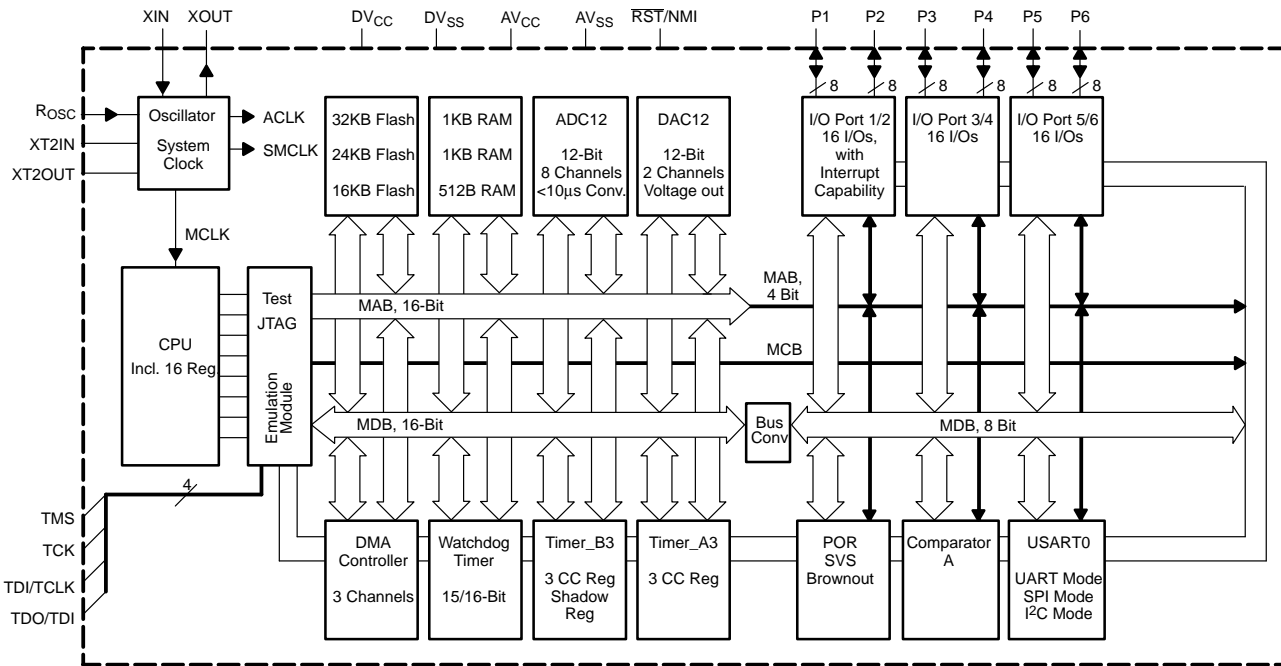 XIN
XOUT
DVCC
DVSS
AVCC
AVSS
RST/NMI
P1
P2
P3
P4
P5
P6
8
8
8
8
8
8
ROSC
XT2IN
XT2OUT
Oscillator
System
Clock
ACLK
SMCLK
MCLK
32KB Flash
24KB Flash
16KB Flash
1KB RAM
1KB RAM
512B RAM
ADC12
12-Bit
8 Channels
<10µs Conv.
DAC12
12-Bit
2 Channels
Voltage out
I/O Port 1/2
16 I/Os,
with
Interrupt
Capability
I/O Port 3/4
16 I/Os
I/O Port 5/6
16 I/Os
CPU
Incl. 16 Reg.
Test
JTAG
Emulation
Module
MAB, 16-Bit
MAB,
4 Bit
MCB
MDB, 16-Bit
Bus
Conv
MDB, 8 Bit
4
TMS
TCK
TDI/TCLK
TDO/TDI
DMA
Controller
3 Channels
Watchdog
Timer
15/16-Bit
Timer_B3
3 CC Reg
Shadow
Reg
Timer_A3
3 CC Reg
POR
SVS
Brownout
Comparator
A
USART0
UART Mode
SPI Mode
I²C Mode